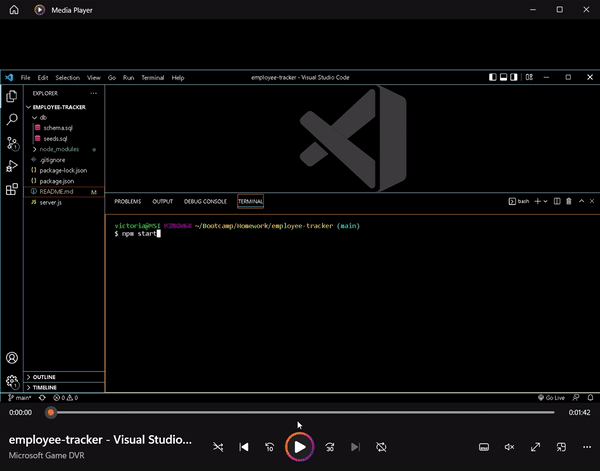 Media Player
File Edit Selection View Go Run Terminal Help
employee-tracker - Visual Studio Code
EXPLORER
EMPLOYEE-TRACKER
db
schema.sql
seeds.sql
node_modules
.gitignore
package-lock.json
package.json
README.md M
server.js
OUTLINE
TIMELINE
PROBLEMS OUTPUT DEBUG CONSOLE TERMINAL
bash
victoria@MSI MINGW64 ~/Bootcamp/Homework/employee-tracker (main)
$ npm start
main*
0 0
Go Live
0:00:00
0:01:42
employee-tracker - Visual Studio...
Microsoft Game DVR
10
30